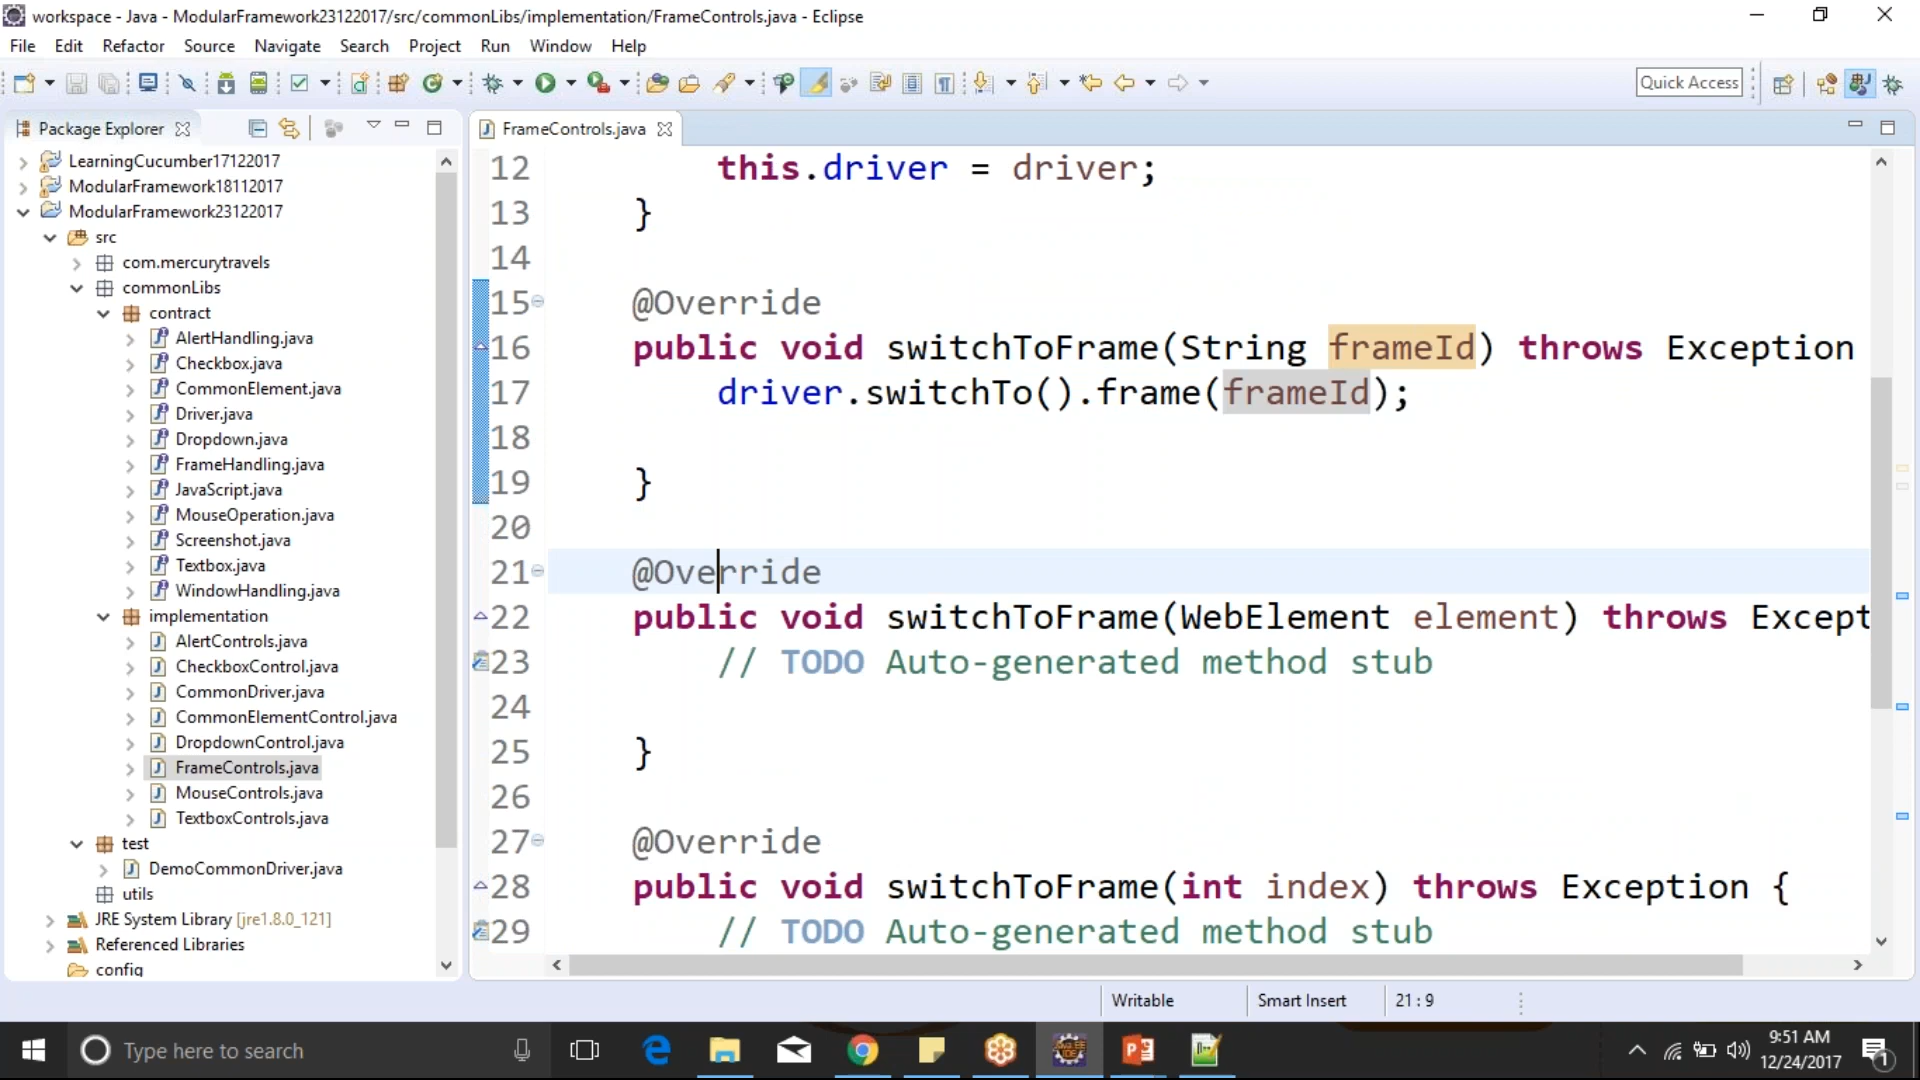 workspace - Java - ModularFramework23122017/src/commonLibs/implementation/FrameControls.java - Eclipse
File Edit Refactor Source Navigate Search Project Run Window Help
Quick Access
Package Explorer
LearningCucumber17122017
ModularFramework18112017
ModularFramework23122017
src
com.mercurytravels
commonLibs
contract
AlertHandling.java
Checkbox.java
CommonElement.java
Driver.java
Dropdown.java
FrameHandling.java
JavaScript.java
MouseOperation.java
Screenshot.java
Textbox.java
WindowHandling.java
implementation
AlertControls.java
CheckboxControl.java
CommonDriver.java
CommonElementControl.java
DropdownControl.java
FrameControls.java
MouseControls.java
TextboxControls.java
test
DemoCommonDriver.java
utils
JRE System Library [jre1.8.0_121]
Referenced Libraries
config
FrameControls.java
12 this.driver = driver;
13 }
14
15 @Override
16 public void switchToFrame(String frameId) throws Exception
17 driver.switchTo().frame(frameId);
18
19 }
20
21 @Override
22 public void switchToFrame(WebElement element) throws Except
23 // TODO Auto-generated method stub
24
25 }
26
27 @Override
28 public void switchToFrame(int index) throws Exception {
29 // TODO Auto-generated method stub
Writable Smart Insert 21 : 9
Type here to search
9:51 AM
12/24/2017
1